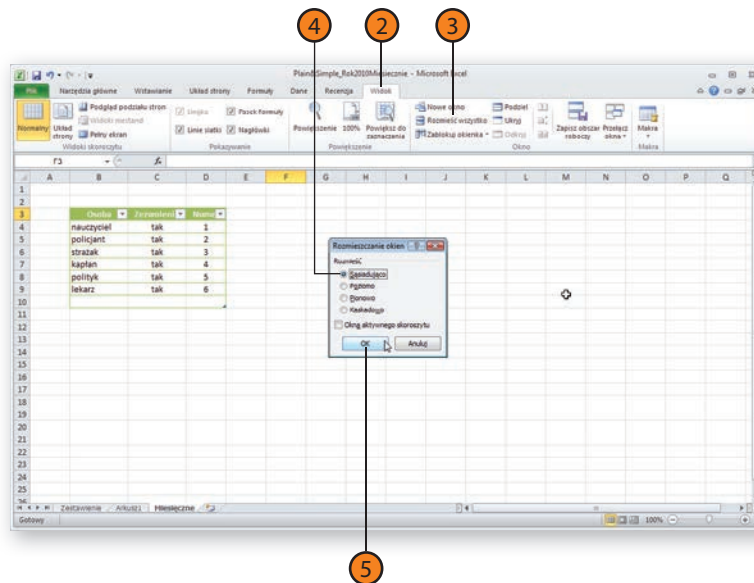 4 2 3
Plain&Simple_Rok2010Miesiecznie - Microsoft Excel
Plik Narzędzia główne Wstawianie Układ strony Formuły Dane Recenzja Widok
Normalny Układ strony
Podgląd podziału stron
Widoki niestand
Pełny ekran
Widoki skoroszytu
Linijka Pasek formuły
Linie siatki Nagłówki
Pokazywanie
Powiększenie 100% Powiększ do zaznaczenia
Powiększenie
Nowe okno Podziel
Rozmieść wszystko Ukryj
Zablokuj okienka Odkryj
Zapisz obszar roboczy Przełącz okna
Okno
Makra
Makra
F3 fx
A B C D E F G H I J K L M N O P Q
1
2
3 Osoba
4 nauczyciel tak 1
5 policjant tak 2
6 strażak tak 3
7 kapłan tak 4
8 polityk tak 5
9 lekarz tak 6
10
11
12
13
14
15
16
17
18
19
20
21
22
23
24
25
26
Rozmieszczanie okien
Rozmieść
Sąsiadująco
Poziomo
Pionowo
Kaskadowo
Okna aktywnego skoroszytu
OK Anuluj
Zestawienie Arkusz1 Miesięczne
Gotowy 100%
5